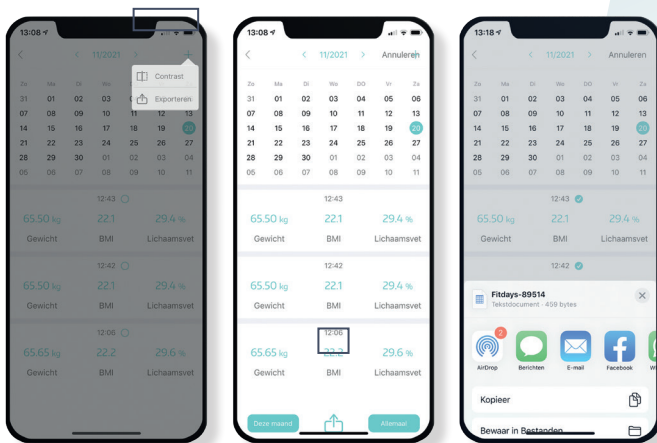 13:08
11/2021
+
Contrast
Exporteren
Zo Ma Di Wo DO Vr Za
31 01 02 03 04 05 06
07 08 09 10 11 12 13
14 15 16 17 18 19 20
21 22 23 24 25 26 27
28 29 30 01 02 03 04
05 06 07 08 09 10 11
12:43
65.50 kg 22.1 29.4 %
Gewicht BMI Lichaamsvet
12:42
65.50 kg 22.1 29.4 %
Gewicht BMI Lichaamsvet
12:06
65.65 kg 22.2 29.6 %
Gewicht BMI Lichaamsvet
13:08
11/2021 Annuleren
Zo Ma Di Wo DO Vr Za
31 01 02 03 04 05 06
07 08 09 10 11 12 13
14 15 16 17 18 19 20
21 22 23 24 25 26 27
28 29 30 01 02 03 04
05 06 07 08 09 10 11
12:43
65.50 kg 22.1 29.4 %
Gewicht BMI Lichaamsvet
12:42
65.50 kg 22.1 29.4 %
Gewicht BMI Lichaamsvet
12:06
65.65 kg 22.2 29.6 %
Gewicht BMI Lichaamsvet
Deze maand Allemaal
13:18
11/2021 Annuleren
Zo Ma Di Wo DO Vr Za
31 01 02 03 04 05 06
07 08 09 10 11 12 13
14 15 16 17 18 19 20
21 22 23 24 25 26 27
28 29 30 01 02 03 04
05 06 07 08 09 10 11
12:43
65.50 kg 22.1 29.4 %
Gewicht BMI Lichaamsvet
12:42
Fitdays-89514
Tekstdocument · 459 bytes
2
AirDrop Berichten E-mail Facebook
Kopieer
Bewaar in Bestanden